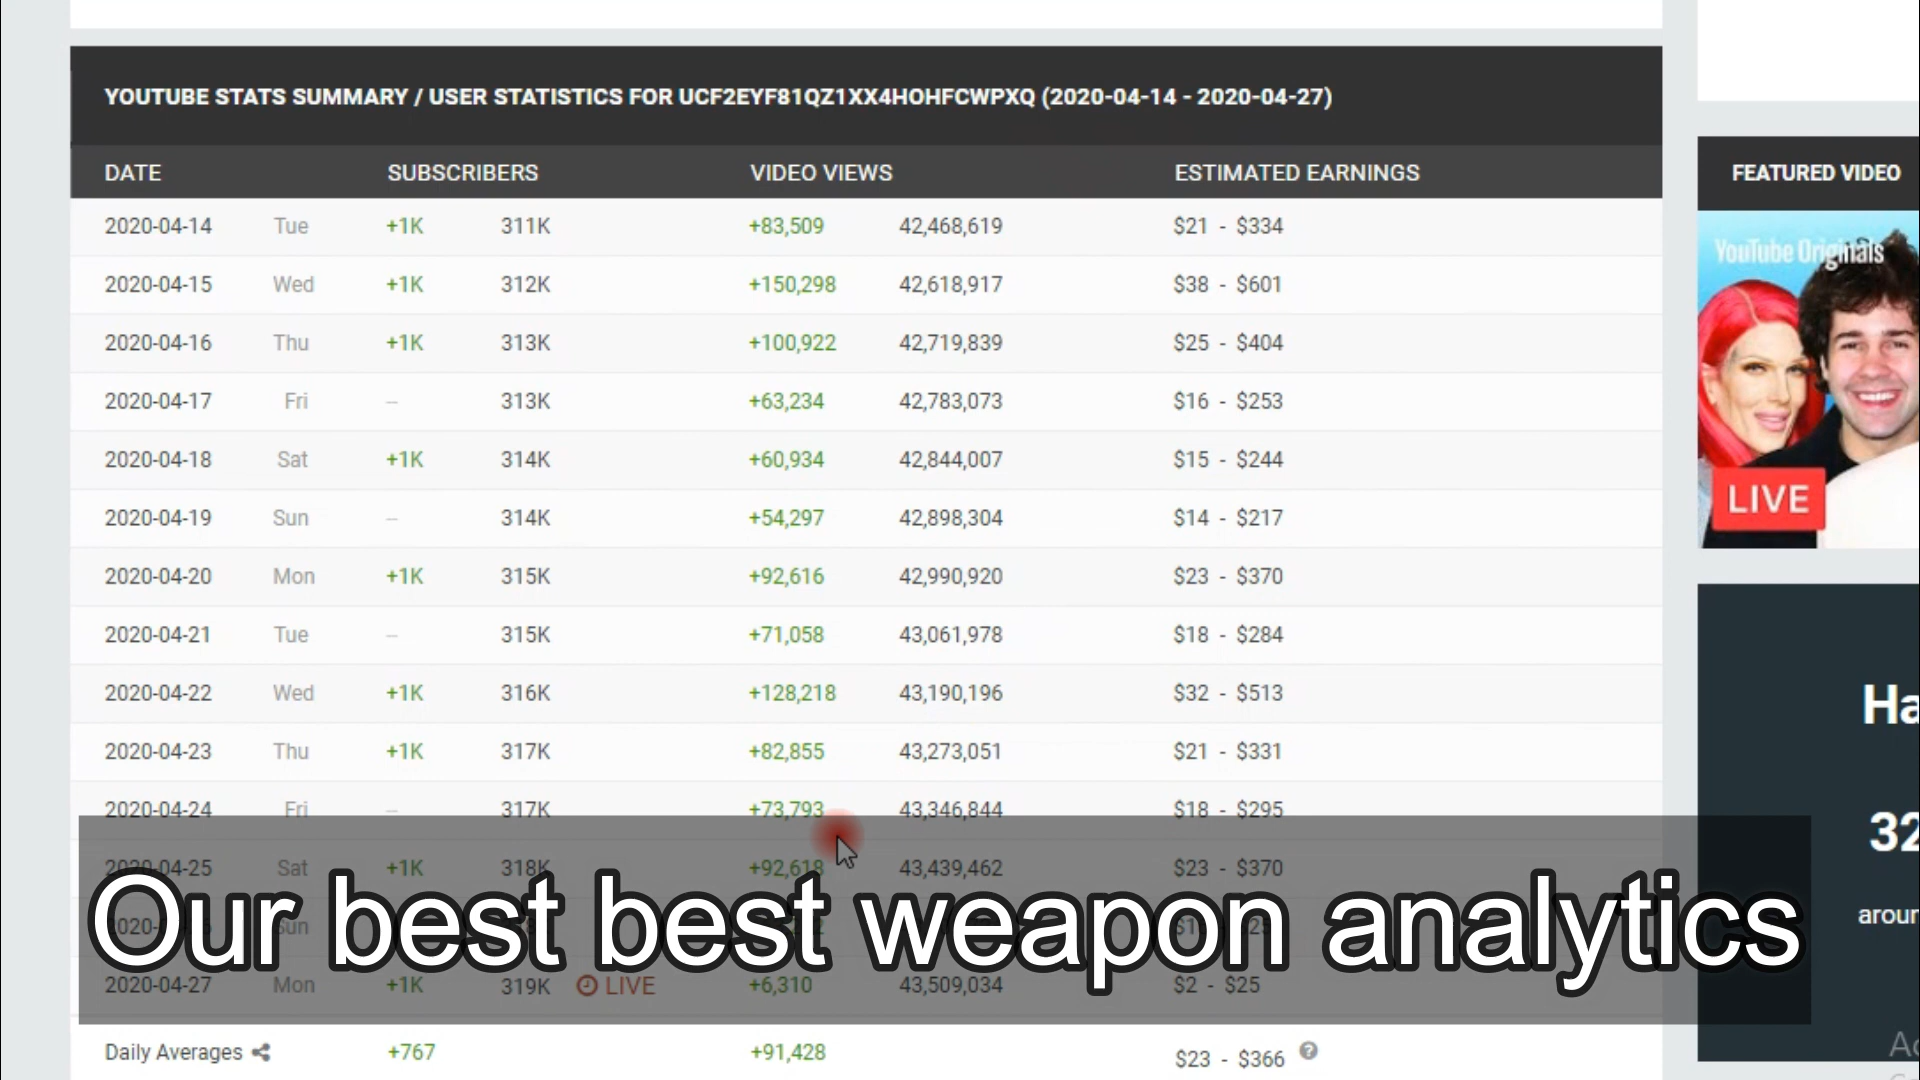 YOUTUBE STATS SUMMARY / USER STATISTICS FOR UCF2EYF81QZ1XX4HOHFCWPXQ (2020-04-14 - 2020-04-27)
DATE SUBSCRIBERS VIDEO VIEWS ESTIMATED EARNINGS
2020-04-14 Tue +1K 311K +83,509 42,468,619 $21 - $334
2020-04-15 Wed +1K 312K +150,298 42,618,917 $38 - $601
2020-04-16 Thu +1K 313K +100,922 42,719,839 $25 - $404
2020-04-17 Fri -- 313K +63,234 42,783,073 $16 - $253
2020-04-18 Sat +1K 314K +60,934 42,844,007 $15 - $244
2020-04-19 Sun -- 314K +54,297 42,898,304 $14 - $217
2020-04-20 Mon +1K 315K +92,616 42,990,920 $23 - $370
2020-04-21 Tue -- 315K +71,058 43,061,978 $18 - $284
2020-04-22 Wed +1K 316K +128,218 43,190,196 $32 - $513
2020-04-23 Thu +1K 317K +82,855 43,273,051 $21 - $331
2020-04-24 Fri -- 317K +73,793 43,346,844 $18 - $295
2020-04-25 Sat +1K 318K +92,618 43,439,462 $23 - $370
Sun
Our best best weapon analytics
2020-04-27 Mon +1K 319K LIVE +6,310 43,509,034 $2 - $25
Daily Averages +767 +91,428 $23 - $366 ?
FEATURED VIDEO
YouTube Originals
LIVE
Ha
32
arou